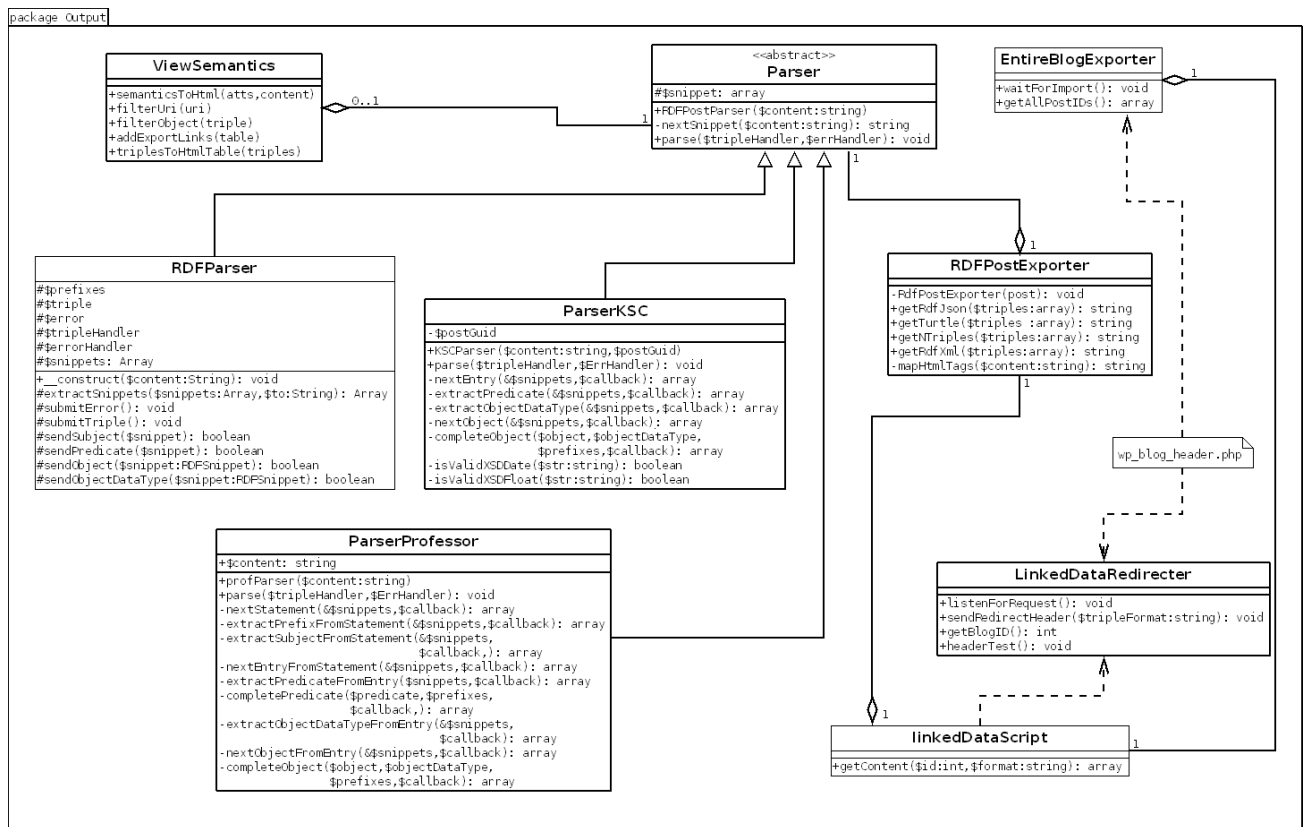 package Output
ViewSemantics
+semanticsToHtml(atts,content)
+filterUri(uri)
+filterObject(triple)
+addExportLinks(table)
+triplesToHtmlTable(triples)
0..1
1
<<abstract>>
Parser
#$snippet: array
+RDFPostParser($content:string)
-nextSnippet($content:string): string
+parse($tripleHandler,$errHandler): void
1
EntireBlogExporter
+waitForImport(): void
+getAllPostIDs(): array
1
RDFParser
#$prefixes
#$triple
#$error
#$tripleHandler
#$errorHandler
#$snippets: Array
+__construct($content:String): void
#extractSnippets($snippets:Array,$to:String): Array
#submitError(): void
#submitTriple(): void
#sendSubject($snippet): boolean
#sendPredicate($snippet): boolean
#sendObject($snippet:RDFSnippet): boolean
#sendObjectDataType($snippet:RDFSnippet): boolean
ParserKSC
-$postGuid
+KSCParser($content:string,$postGuid)
+parse($tripleHandler,$ErrHandler): void
-nextEntry(&$snippets,$callback): array
-extractPredicate(&$snippets,$callback): array
-extractObjectDataType(&$snippets,$callback): array
-nextObject(&$snippets,$callback): array
-completeObject($object,$objectDataType,
$prefixes,$callback): array
-isValidXSDDate($str:string): boolean
-isValidXSDFloat($str:string): boolean
1
RDFPostExporter
-RdfPostExporter(post): void
+getRdfJson($triples:array): string
+getTurtle($triples :array): string
+getNTriples($triples:array): string
+getRdfXml($triples:array): string
-mapHtmlTags($content:string): string
1
wp_blog_header.php
ParserProfessor
+$content: string
+profParser($content:string)
+parse($tripleHandler,$ErrHandler): void
-nextStatement(&$snippets,$callback): array
-extractPrefixFromStatement(&$snippets,$callback): array
-extractSubjectFromStatement(&$snippets,
$callback,): array
-nextEntryFromStatement(&$snippets,$callback): array
-extractPredicateFromEntry(&$snippets,$callback): array
-completePredicate($predicate,$prefixes,
$callback,): array
-extractObjectDataTypeFromEntry(&$snippets,
$callback): array
-nextObjectFromEntry(&$snippets,$callback): array
-completeObject($object,$objectDataType,
$prefixes,$callback): array
LinkedDataRedirecter
+listenForRequest(): void
+sendRedirectHeader($tripleFormat:string): void
+getBlogID(): int
+headerTest(): void
1
linkedDataScript
+getContent($id:int,$format:string): array
1